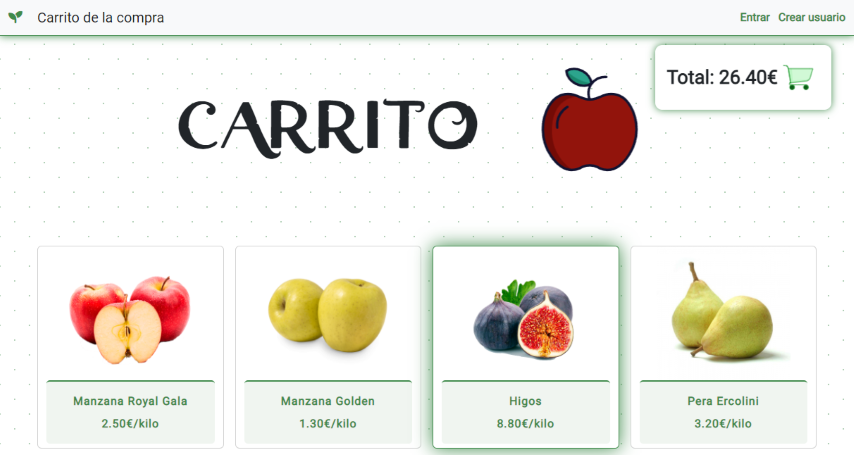 Carrito de la compra
Entrar Crear usuario
Total: 26.40€
CARRITO
Manzana Royal Gala
2.50€/kilo
Manzana Golden
1.30€/kilo
Higos
8.80€/kilo
Pera Ercolini
3.20€/kilo